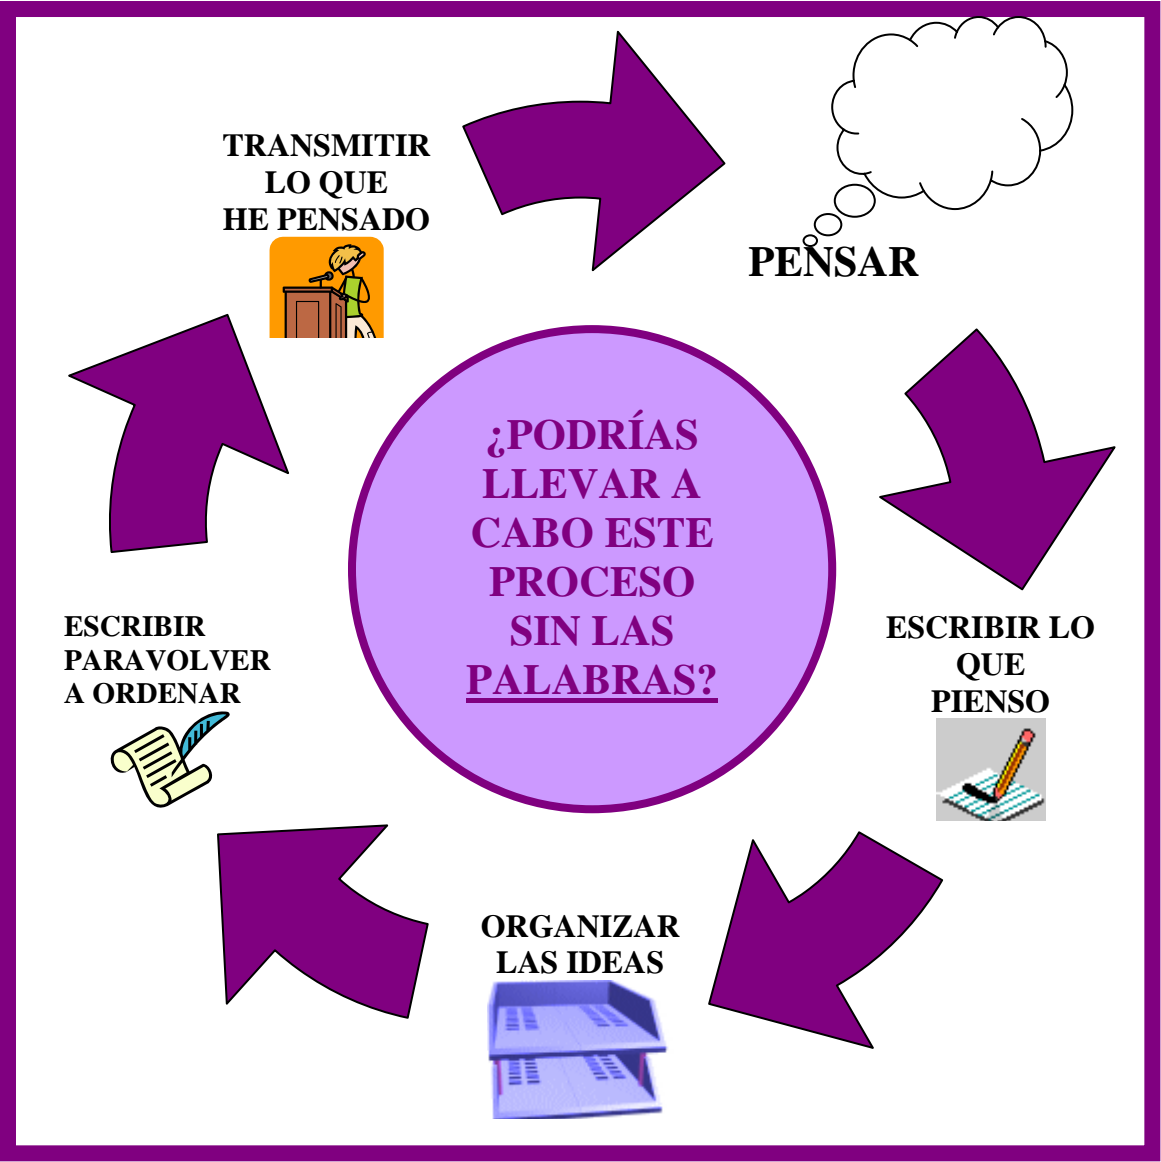 TRANSMITIR
LO QUE
HE PENSADO
PENSAR
¿PODRÍAS
LLEVAR A
CABO ESTE
PROCESO
SIN LAS
PALABRAS?
ESCRIBIR LO
QUE
PIENSO
ORGANIZAR
LAS IDEAS
ESCRIBIR
PARAVOLVER
A ORDENAR